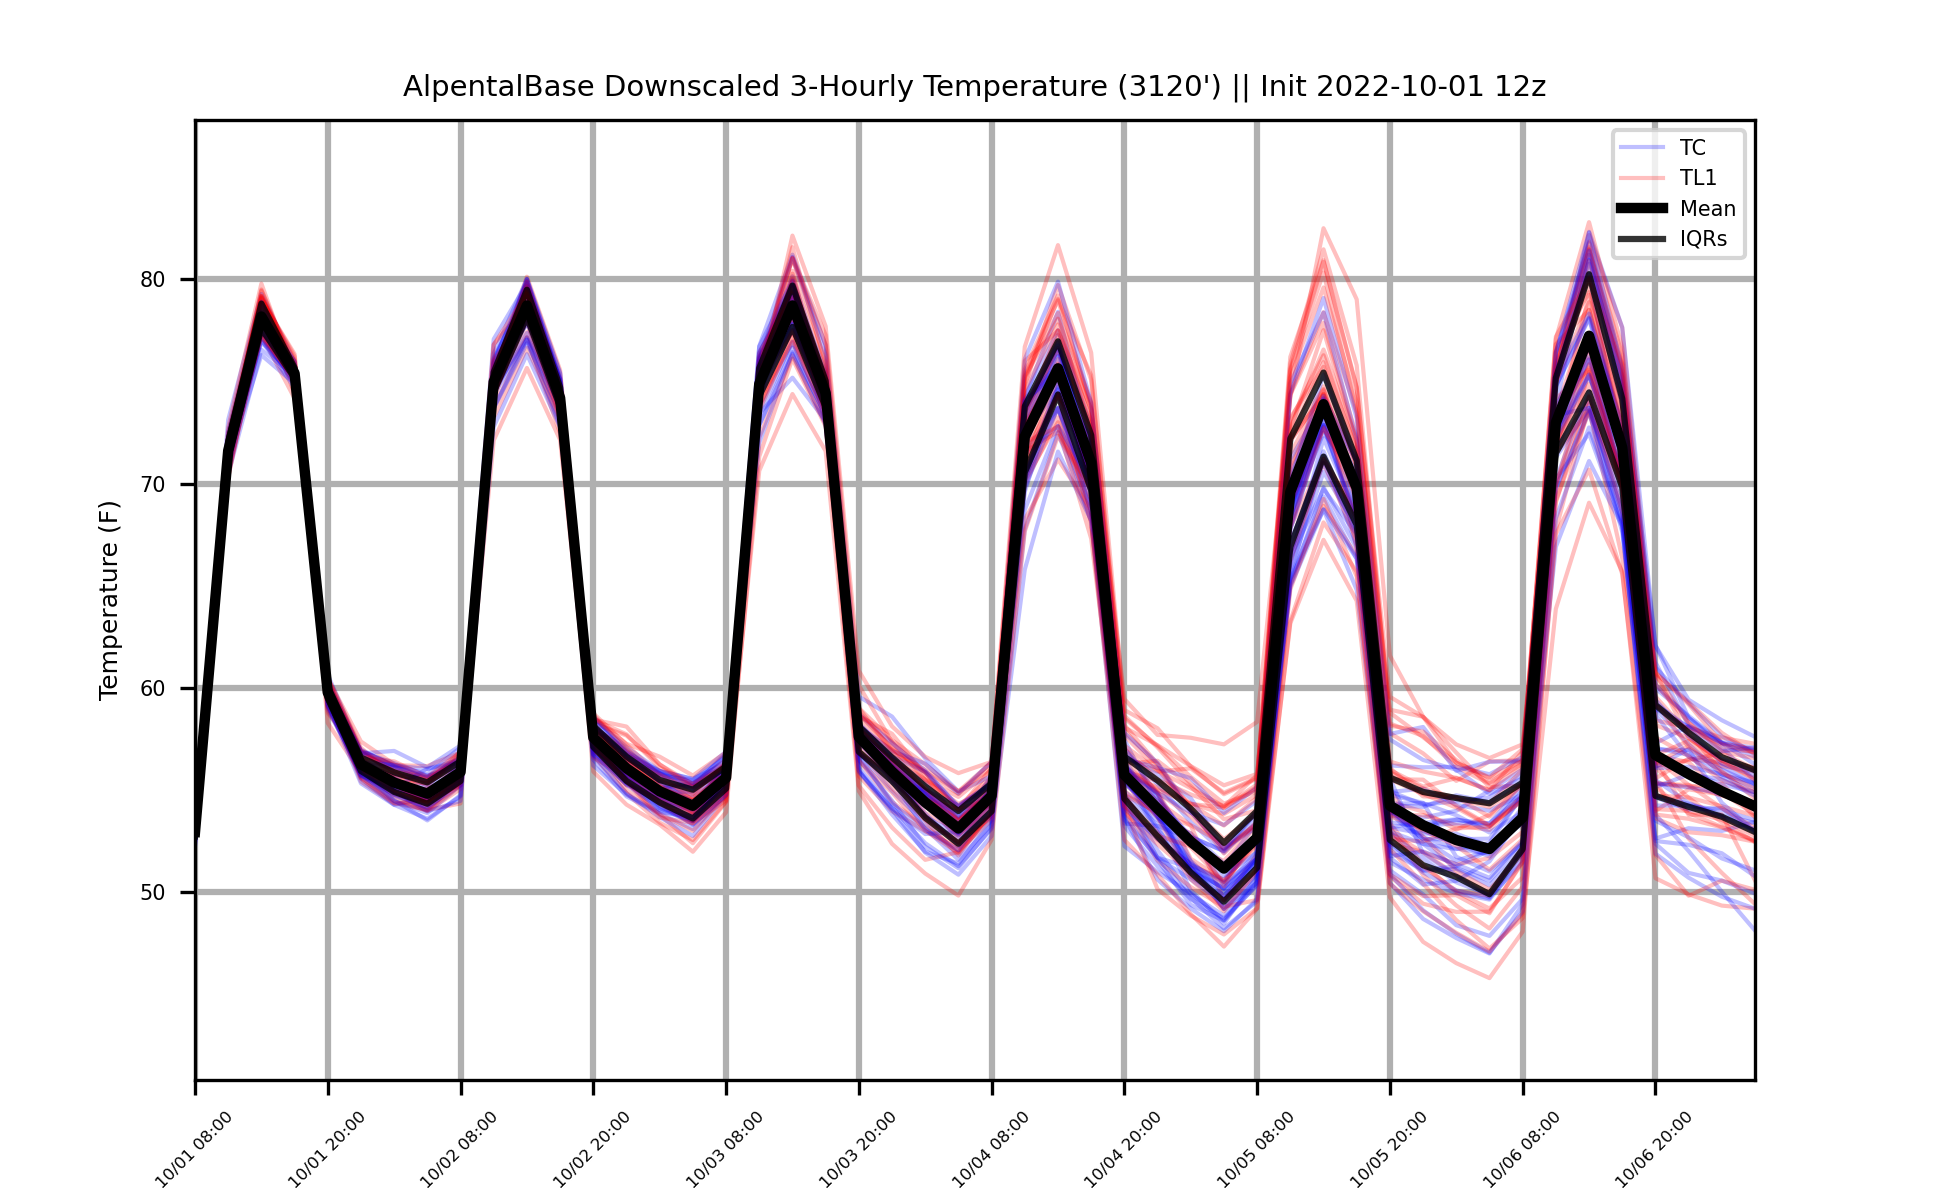 AlpentalBase Downscaled 3-Hourly Temperature (3120') || Init 2022-10-01 12z
TC
TL1
Mean
IQRs
Temperature (F)
80
70
60
50
10/01 08:00
10/01 20:00
10/02 08:00
10/02 20:00
10/03 08:00
10/03 20:00
10/04 08:00
10/04 20:00
10/05 08:00
10/05 20:00
10/06 08:00
10/06 20:00